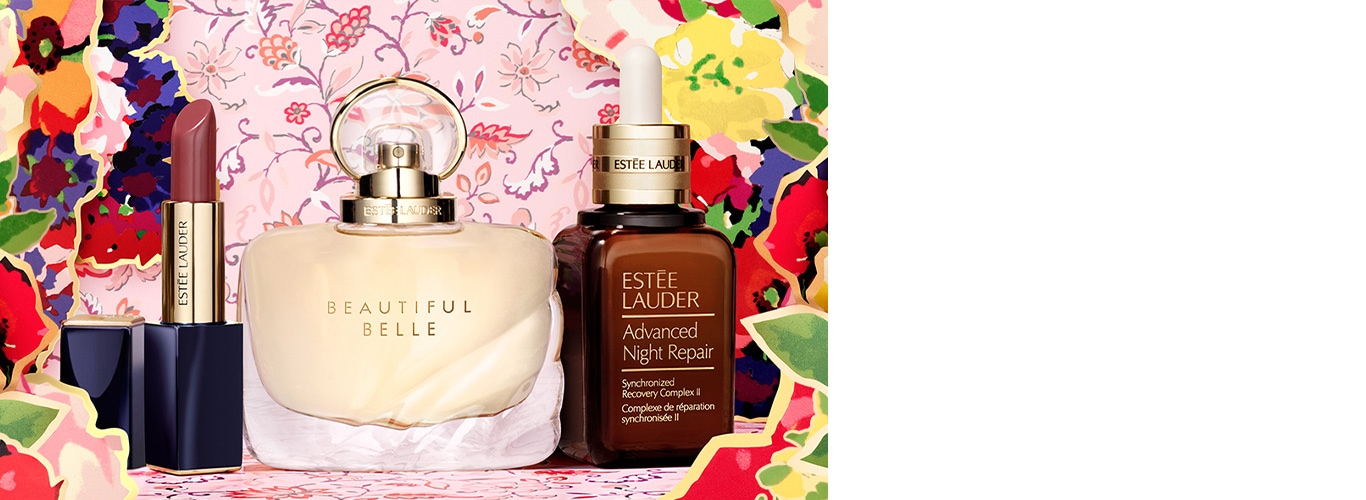 ESTĒE LAUDER
ESTĒE LAUDER
BEAUTIFUL
BELLE
ESTĒE LAUDER
ESTĒE
LAUDER
Advanced
Night Repair
Synchronized
Recovery Complex II
Complexe de réparation
synchronisée II